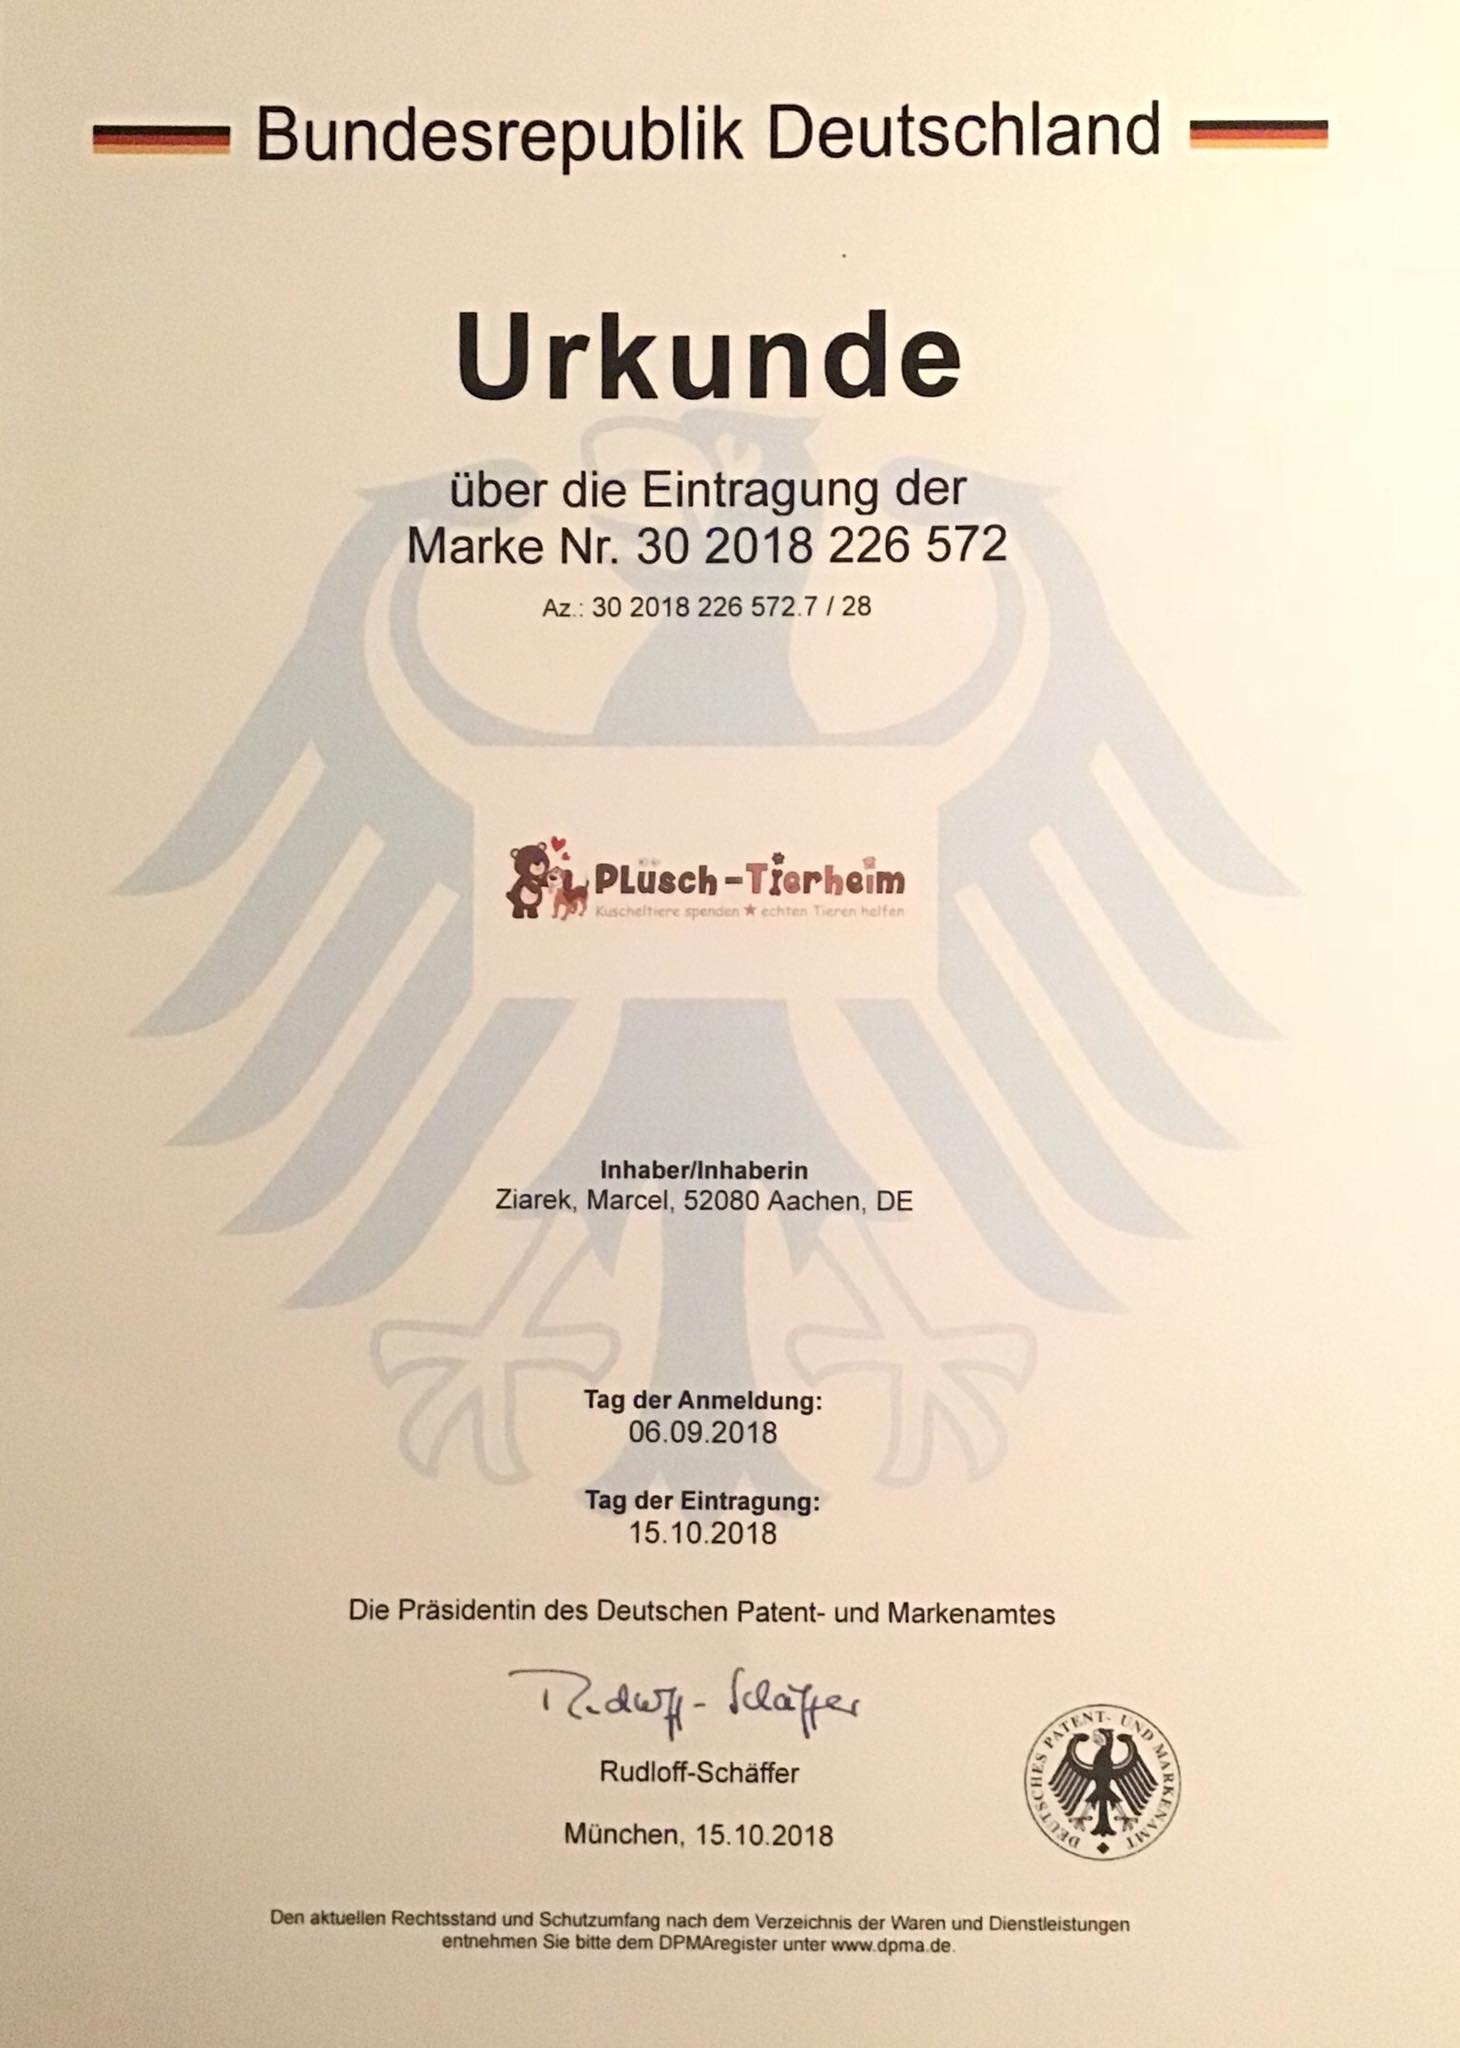 Bundesrepublik Deutschland
Urkunde
über die Eintragung der
Marke Nr. 30 2018 226 572
Az.: 30 2018 226 572.7 / 28
PLüsch-Tierheim
Kuscheltiere spenden ★ echten Tieren helfen
Inhaber/Inhaberin
Ziarek, Marcel, 52080 Aachen, DE
Tag der Anmeldung:
06.09.2018
Tag der Eintragung:
15.10.2018
Die Präsidentin des Deutschen Patent- und Markenamtes
Rudloff-Schäffer
Rudloff-Schäffer
München, 15.10.2018
DEUTSCHES PATENT- UND MARKENAMT
Den aktuellen Rechtsstand und Schutzumfang nach dem Verzeichnis der Waren und Dienstleistungen
entnehmen Sie bitte dem DPMAregister unter www.dpma.de.